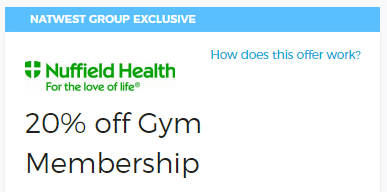 NATWEST GROUP EXCLUSIVE
How does this offer work?
Nuffield Health
For the love of life®
20% off Gym
Membership